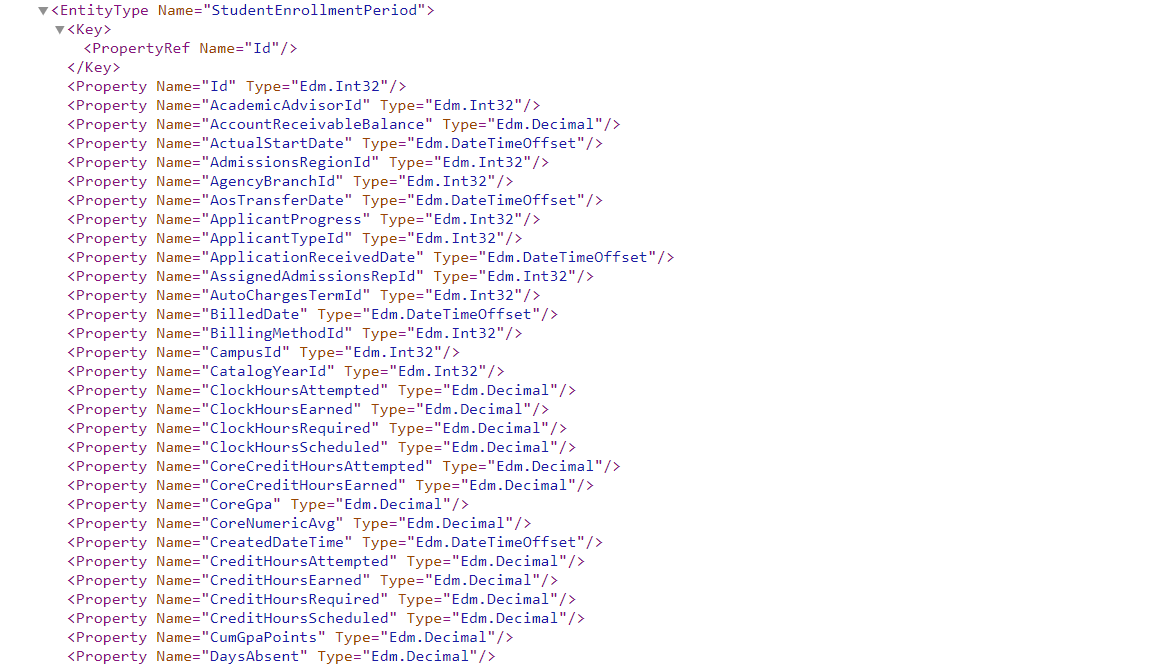 <EntityType Name="StudentEnrollmentPeriod">
<Key>
<PropertyRef Name="Id"/>
</Key>
<Property Name="Id" Type="Edm.Int32"/>
<Property Name="AcademicAdvisorId" Type="Edm.Int32"/>
<Property Name="AccountReceivableBalance" Type="Edm.Decimal"/>
<Property Name="ActualStartDate" Type="Edm.DateTimeOffset"/>
<Property Name="AdmissionsRegionId" Type="Edm.Int32"/>
<Property Name="AgencyBranchId" Type="Edm.Int32"/>
<Property Name="AosTransferDate" Type="Edm.DateTimeOffset"/>
<Property Name="ApplicantProgress" Type="Edm.Int32"/>
<Property Name="ApplicantTypeId" Type="Edm.Int32"/>
<Property Name="ApplicationReceivedDate" Type="Edm.DateTimeOffset"/>
<Property Name="AssignedAdmissionsRepId" Type="Edm.Int32"/>
<Property Name="AutoChargesTermId" Type="Edm.Int32"/>
<Property Name="BilledDate" Type="Edm.DateTimeOffset"/>
<Property Name="BillingMethodId" Type="Edm.Int32"/>
<Property Name="CampusId" Type="Edm.Int32"/>
<Property Name="CatalogYearId" Type="Edm.Int32"/>
<Property Name="ClockHoursAttempted" Type="Edm.Decimal"/>
<Property Name="ClockHoursEarned" Type="Edm.Decimal"/>
<Property Name="ClockHoursRequired" Type="Edm.Decimal"/>
<Property Name="ClockHoursScheduled" Type="Edm.Decimal"/>
<Property Name="CoreCreditHoursAttempted" Type="Edm.Decimal"/>
<Property Name="CoreCreditHoursEarned" Type="Edm.Decimal"/>
<Property Name="CoreGpa" Type="Edm.Decimal"/>
<Property Name="CoreNumericAvg" Type="Edm.Decimal"/>
<Property Name="CreatedDateTime" Type="Edm.DateTimeOffset"/>
<Property Name="CreditHoursAttempted" Type="Edm.Decimal"/>
<Property Name="CreditHoursEarned" Type="Edm.Decimal"/>
<Property Name="CreditHoursRequired" Type="Edm.Decimal"/>
<Property Name="CreditHoursScheduled" Type="Edm.Decimal"/>
<Property Name="CumGpaPoints" Type="Edm.Decimal"/>
<Property Name="DaysAbsent" Type="Edm.Decimal"/>